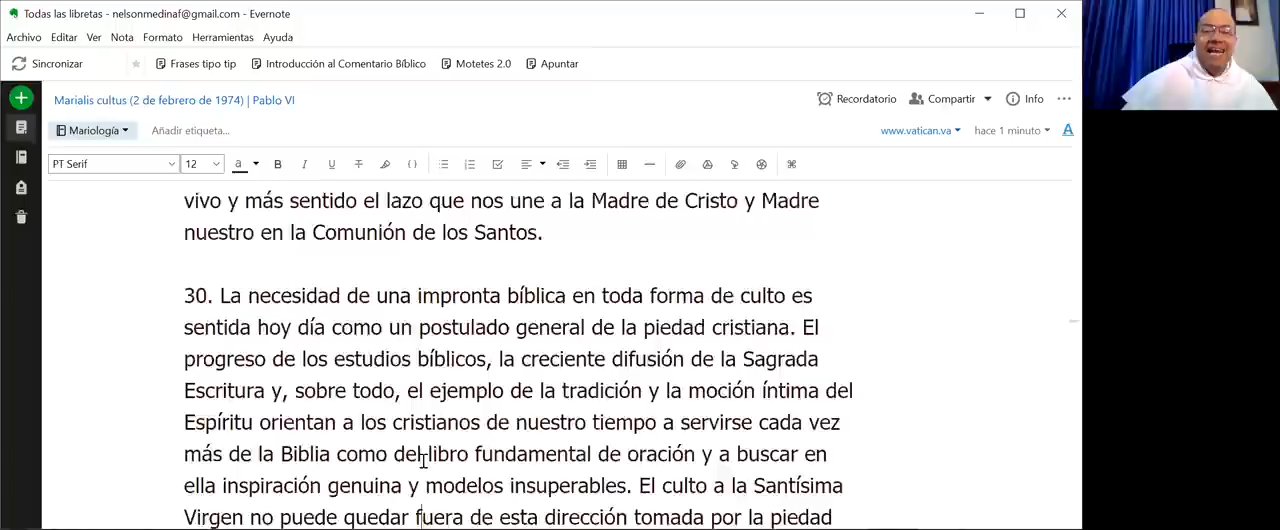 Todas las libretas - nelsonmedinaf@gmail.com - Evernote
Archivo Editar Ver Nota Formato Herramientas Ayuda
Sincronizar Frases tipo tip Introducción al Comentario Bíblico Motetes 2.0 Apuntar
Marialis cultus (2 de febrero de 1974) | Pablo VI Recordatorio Compartir Info
Mariología Añadir etiqueta... www.vatican.va hace 1 minuto A
PT Serif 12 a B I U T
vivo y más sentido el lazo que nos une a la Madre de Cristo y Madre
nuestro en la Comunión de los Santos.
30. La necesidad de una impronta bíblica en toda forma de culto es
sentida hoy día como un postulado general de la piedad cristiana. El
progreso de los estudios bíblicos, la creciente difusión de la Sagrada
Escritura y, sobre todo, el ejemplo de la tradición y la moción íntima del
Espíritu orientan a los cristianos de nuestro tiempo a servirse cada vez
más de la Biblia como del libro fundamental de oración y a buscar en
ella inspiración genuina y modelos insuperables. El culto a la Santísima
Virgen no puede quedar fuera de esta dirección tomada por la piedad